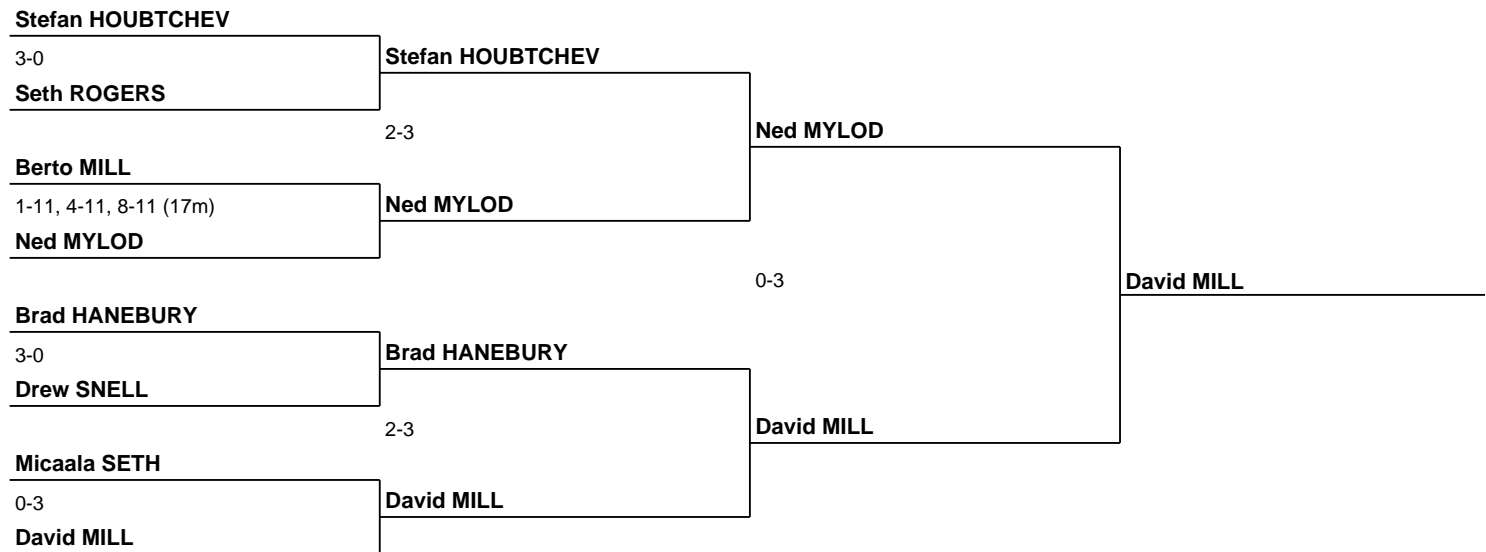 Stefan HOUBTCHEV
3-0
Stefan HOUBTCHEV
Seth ROGERS
2-3
Ned MYLOD
Berto MILL
1-11, 4-11, 8-11 (17m)
Ned MYLOD
Ned MYLOD
0-3
David MILL
Brad HANEBURY
3-0
Brad HANEBURY
Drew SNELL
2-3
David MILL
Micaala SETH
0-3
David MILL
David MILL